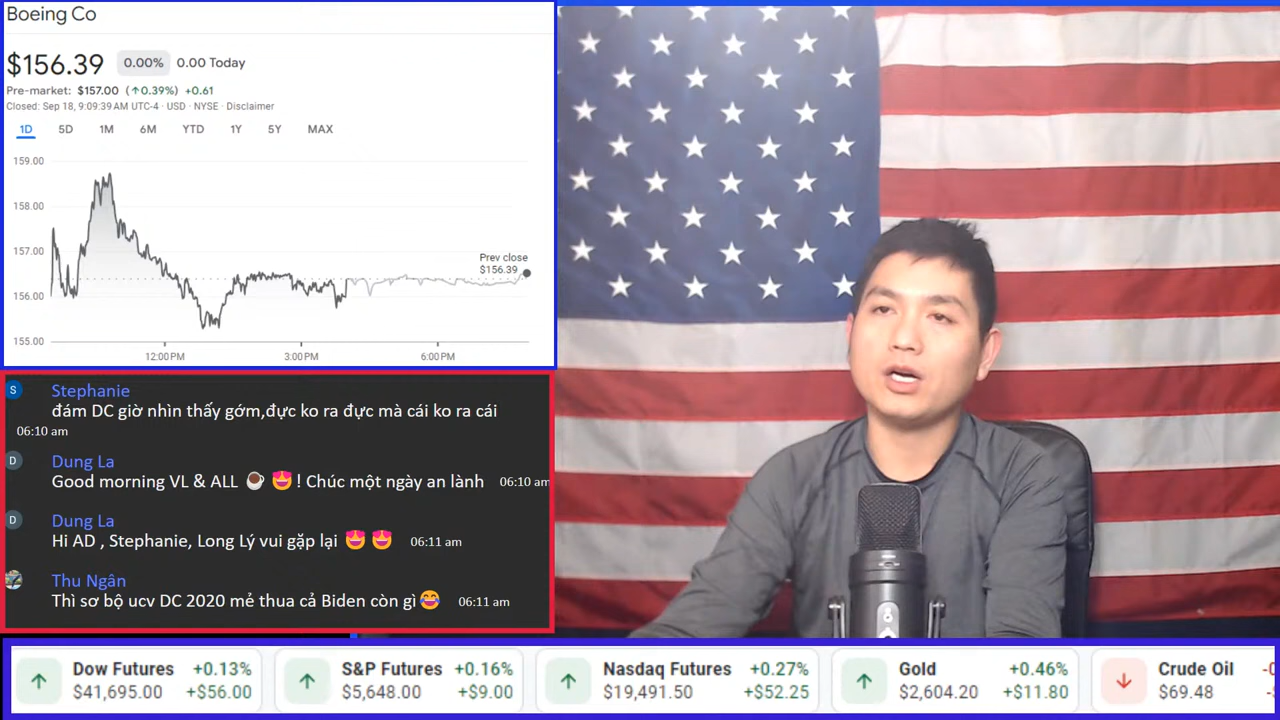 Boeing Co
$156.39 0.00% 0.00 Today
Pre-market: $157.00 (↑0.39%) +0.61
Closed: Sep 18, 9:09:39 AM UTC-4 · USD · NYSE · Disclaimer
1D 5D 1M 6M YTD 1Y 5Y MAX
159.00
158.00
157.00
156.00
155.00
Prev close
$156.39
12:00 PM 3:00 PM 6:00 PM
S Stephanie
đám DC giờ nhìn thấy gớm,đực ko ra đực mà cái ko ra cái
06:10 am
D Dung La
Good morning VL & ALL ☕ 😍 ! Chúc một ngày an lành 06:10 am
D Dung La
Hi AD , Stephanie, Long Lý vui gặp lại 😍 😍 06:11 am
Thu Ngân
Thì sơ bộ ucv DC 2020 mẻ thua cả Biden còn gì 😂 06:11 am
Dow Futures +0.13%
$41,695.00 +$56.00
S&P Futures +0.16%
$5,648.00 +$9.00
Nasdaq Futures +0.27%
$19,491.50 +$52.25
Gold +0.46%
$2,604.20 +$11.80
Crude Oil
$69.48